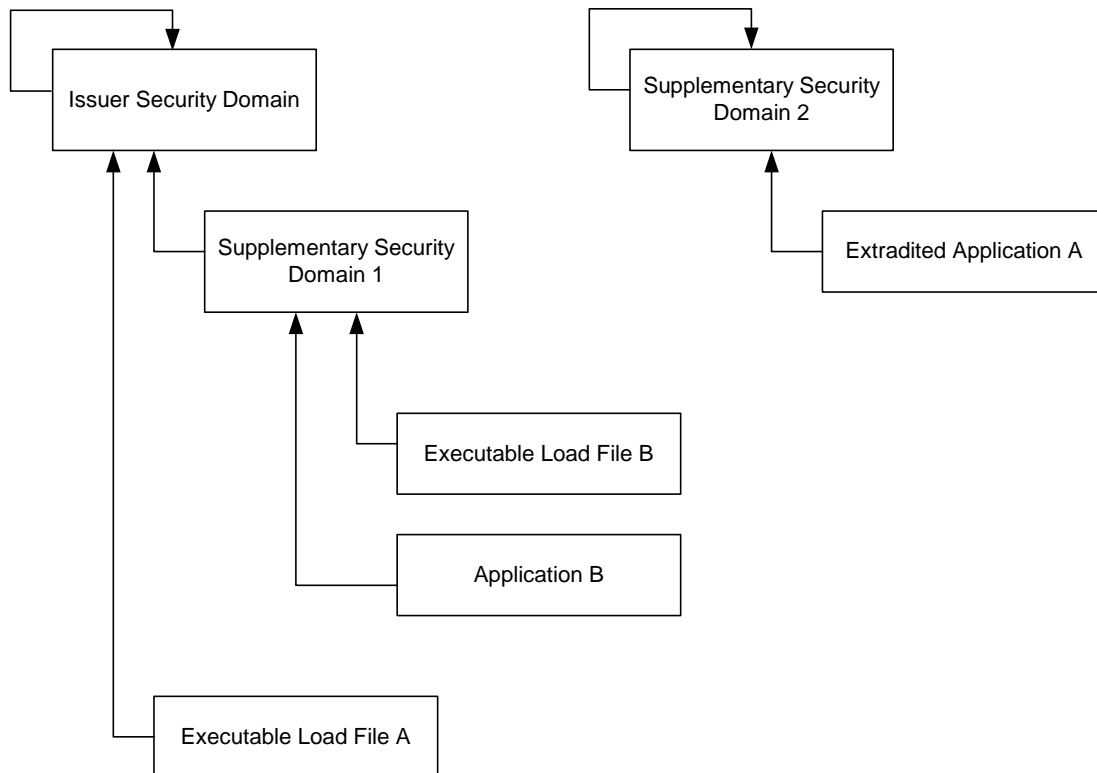 Issuer Security Domain
Supplementary Security
Domain 2
Supplementary Security
Domain 1
Extradited Application A
Executable Load File B
Application B
Executable Load File A